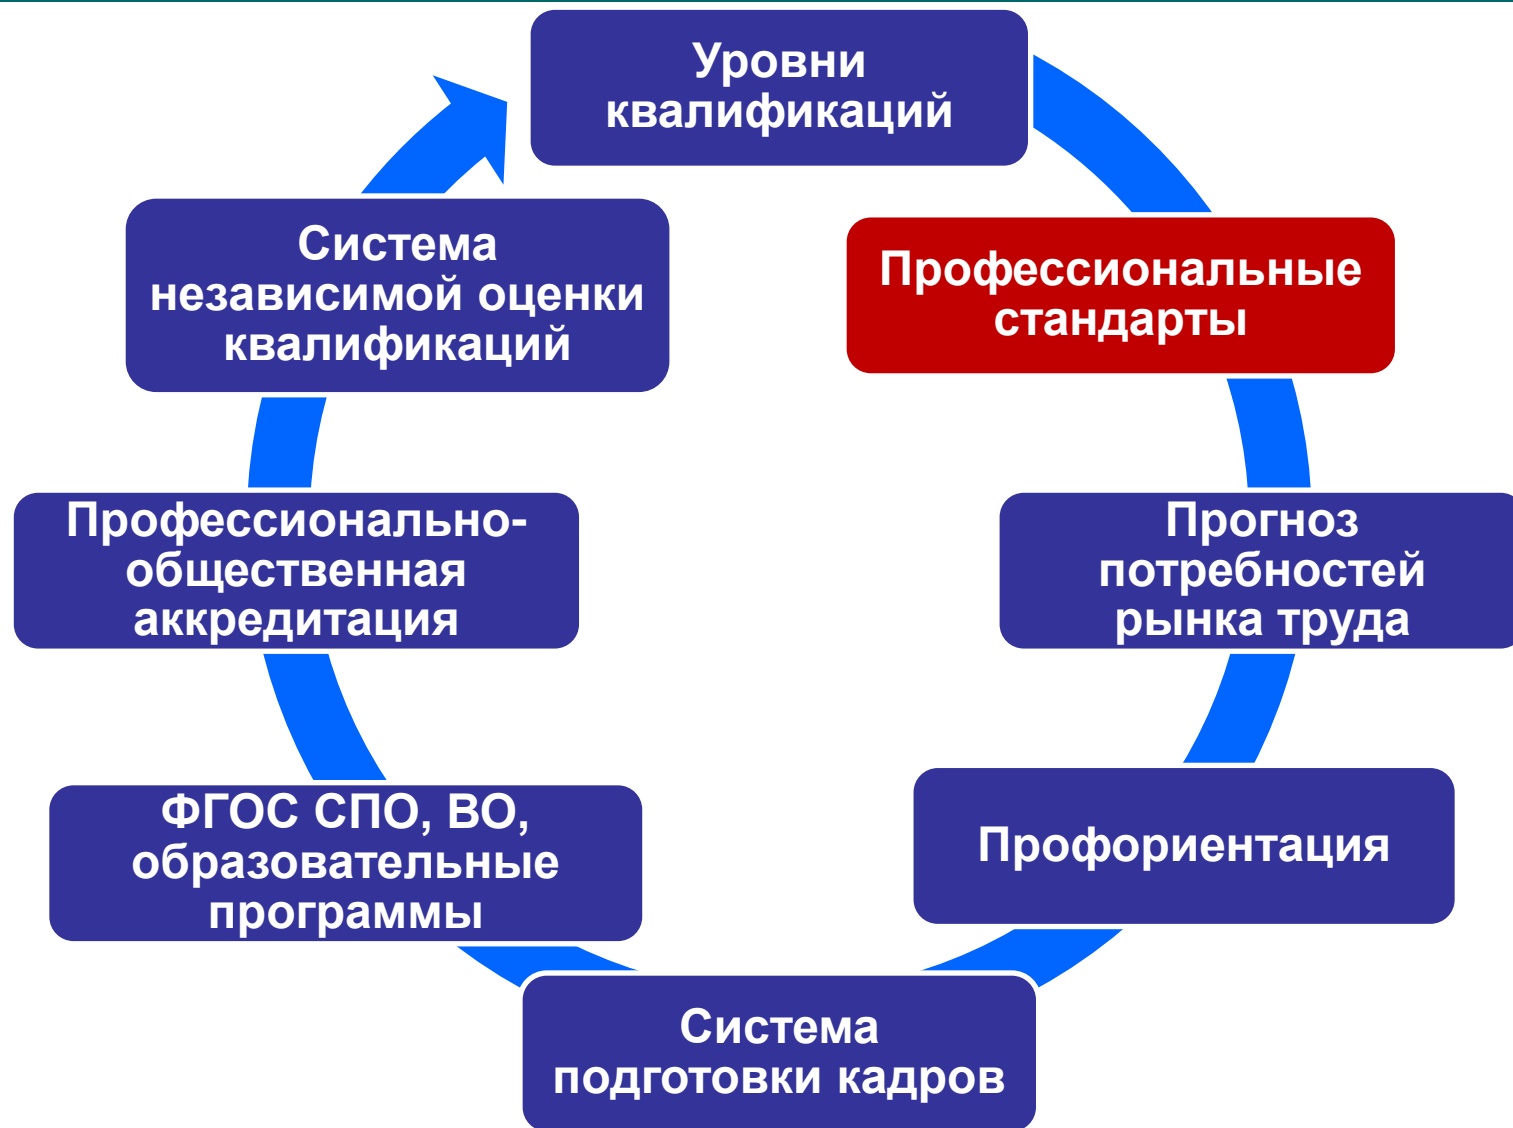 Уровни
квалификаций
Профессиональные
стандарты
Прогноз
потребностей
рынка труда
Профориентация
Система
подготовки кадров
ФГОС СПО, ВО,
образовательные
программы
Профессионально-
общественная
аккредитация
Система
независимой оценки
квалификаций